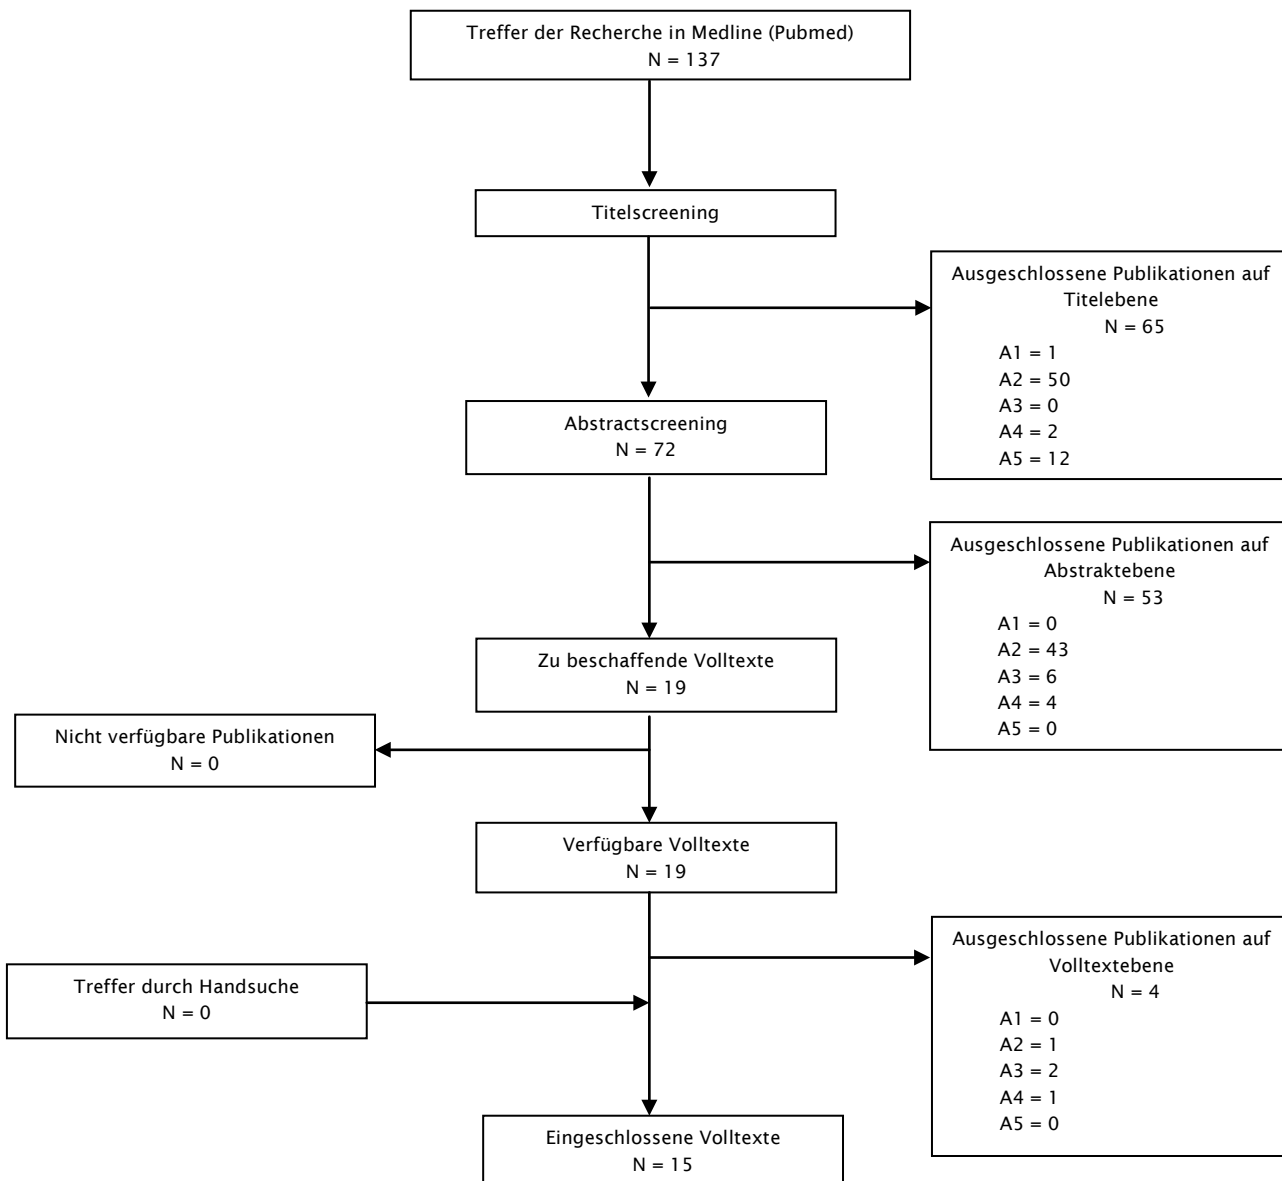 Treffer der Recherche in Medline (Pubmed)
N = 137
Titelscreening
Ausgeschlossene Publikationen auf
Titelebene
N = 65
A1 = 1
A2 = 50
A3 = 0
A4 = 2
A5 = 12
Abstractscreening
N = 72
Ausgeschlossene Publikationen auf
Abstraktebene
N = 53
A1 = 0
A2 = 43
A3 = 6
A4 = 4
A5 = 0
Zu beschaffende Volltexte
N = 19
Nicht verfügbare Publikationen
N = 0
Verfügbare Volltexte
N = 19
Ausgeschlossene Publikationen auf
Volltextebene
N = 4
A1 = 0
A2 = 1
A3 = 2
A4 = 1
A5 = 0
Treffer durch Handsuche
N = 0
Eingeschlossene Volltexte
N = 15